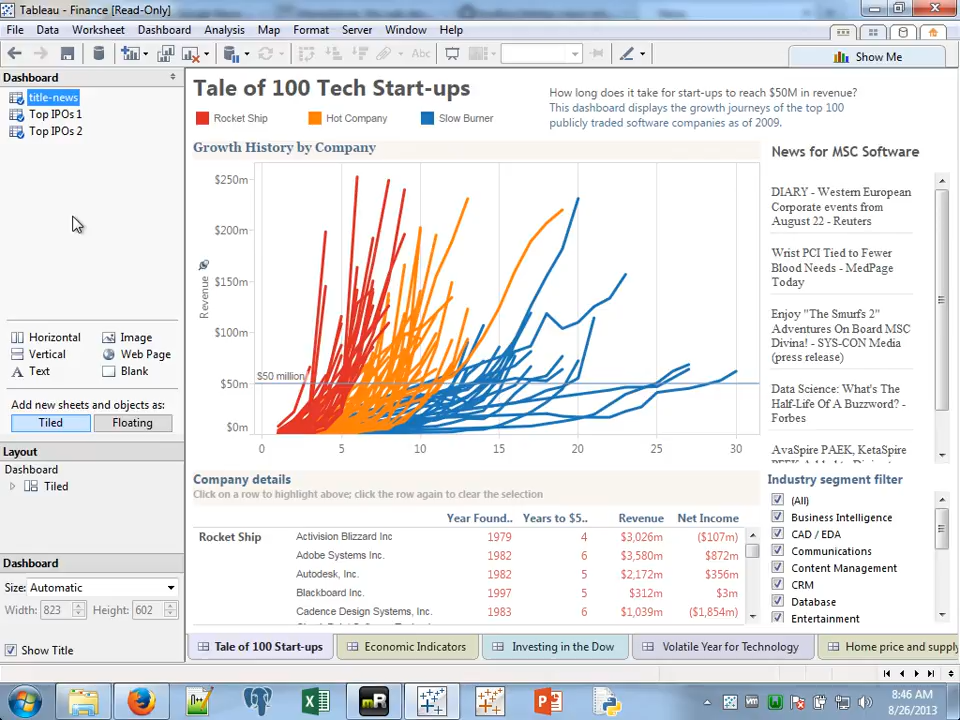 Tableau - Finance [Read-Only]
File Data Worksheet Dashboard Analysis Map Format Server Window Help
Abc
Show Me
Dashboard
title-news
Top IPOs 1
Top IPOs 2
Horizontal Image
Vertical Web Page
A Text Blank
Add new sheets and objects as:
Tiled Floating
Layout
Dashboard
Tiled
Dashboard
Size: Automatic
Width: 823 Height: 602
Show Title
Tale of 100 Tech Start-ups
Rocket Ship Hot Company Slow Burner
How long does it take for start-ups to reach $50M in revenue?
This dashboard displays the growth journeys of the top 100
publicly traded software companies as of 2009.
Growth History by Company
Revenue
$250m
$200m
$150m
$100m
$50m
$0m
$50 million
0 5 10 15 20 25 30
News for MSC Software
DIARY - Western European
Corporate events from
August 22 - Reuters
Wrist PCI Tied to Fewer
Blood Needs - MedPage
Today
Enjoy "The Smurfs 2"
Adventures On Board MSC
Divina! - SYS-CON Media
(press release)
Data Science: What's The
Half-Life Of A Buzzword? -
Forbes
AvaSpire PAEK, KetaSpire
Company details
Click on a row to highlight above; click the row again to clear the selection
Year Found.. Years to $5.. Revenue Net Income
Rocket Ship Activision Blizzard Inc 1979 4 $3,026m ($107m)
Adobe Systems Inc. 1982 6 $3,580m $872m
Autodesk, Inc. 1982 5 $2,172m $356m
Blackboard Inc. 1997 5 $312m $3m
Cadence Design Systems, Inc. 1983 6 $1,039m ($1,854m)
Industry segment filter
(All)
Business Intelligence
CAD / EDA
Communications
Content Management
CRM
Database
Entertainment
Tale of 100 Start-ups Economic Indicators Investing in the Dow Volatile Year for Technology Home price and supply
mR
8:46 AM
8/26/2013